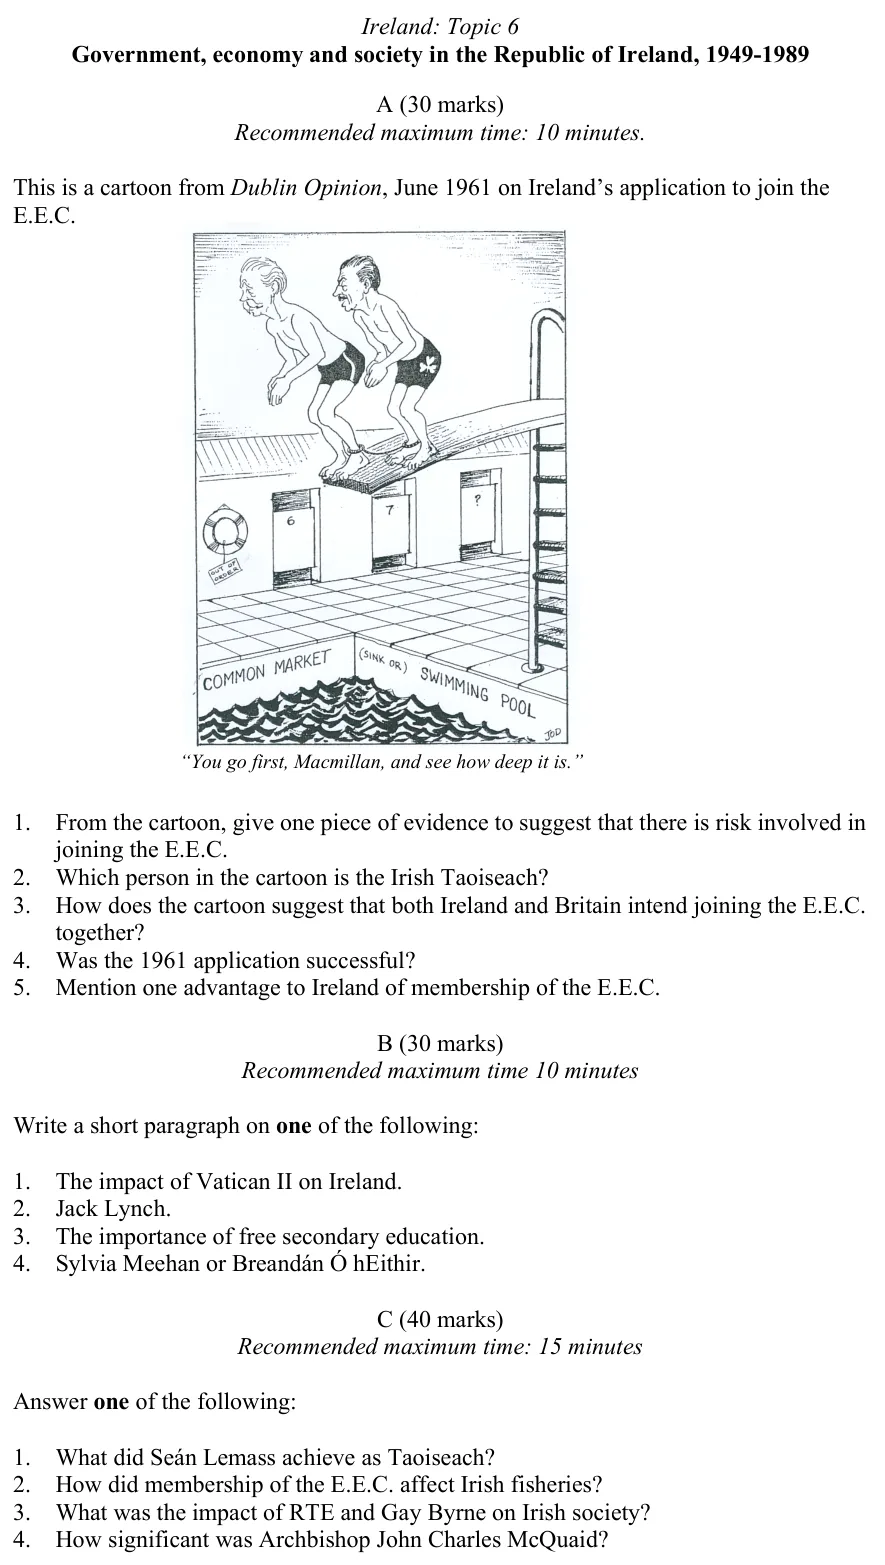 Ireland: Topic 6
Government, economy and society in the Republic of Ireland, 1949-1989
A (30 marks)
Recommended maximum time: 10 minutes.
This is a cartoon from Dublin Opinion, June 1961 on Ireland’s application to join the
E.E.C.
6
7
?
OUT OF
ORDER
COMMON MARKET
(SINK OR)
SWIMMING POOL
JOD
“You go first, Macmillan, and see how deep it is.”
1. From the cartoon, give one piece of evidence to suggest that there is risk involved in
joining the E.E.C.
2. Which person in the cartoon is the Irish Taoiseach?
3. How does the cartoon suggest that both Ireland and Britain intend joining the E.E.C.
together?
4. Was the 1961 application successful?
5. Mention one advantage to Ireland of membership of the E.E.C.
B (30 marks)
Recommended maximum time 10 minutes
Write a short paragraph on one of the following:
1. The impact of Vatican II on Ireland.
2. Jack Lynch.
3. The importance of free secondary education.
4. Sylvia Meehan or Breandán Ó hEithir.
C (40 marks)
Recommended maximum time: 15 minutes
Answer one of the following:
1. What did Seán Lemass achieve as Taoiseach?
2. How did membership of the E.E.C. affect Irish fisheries?
3. What was the impact of RTE and Gay Byrne on Irish society?
4. How significant was Archbishop John Charles McQuaid?